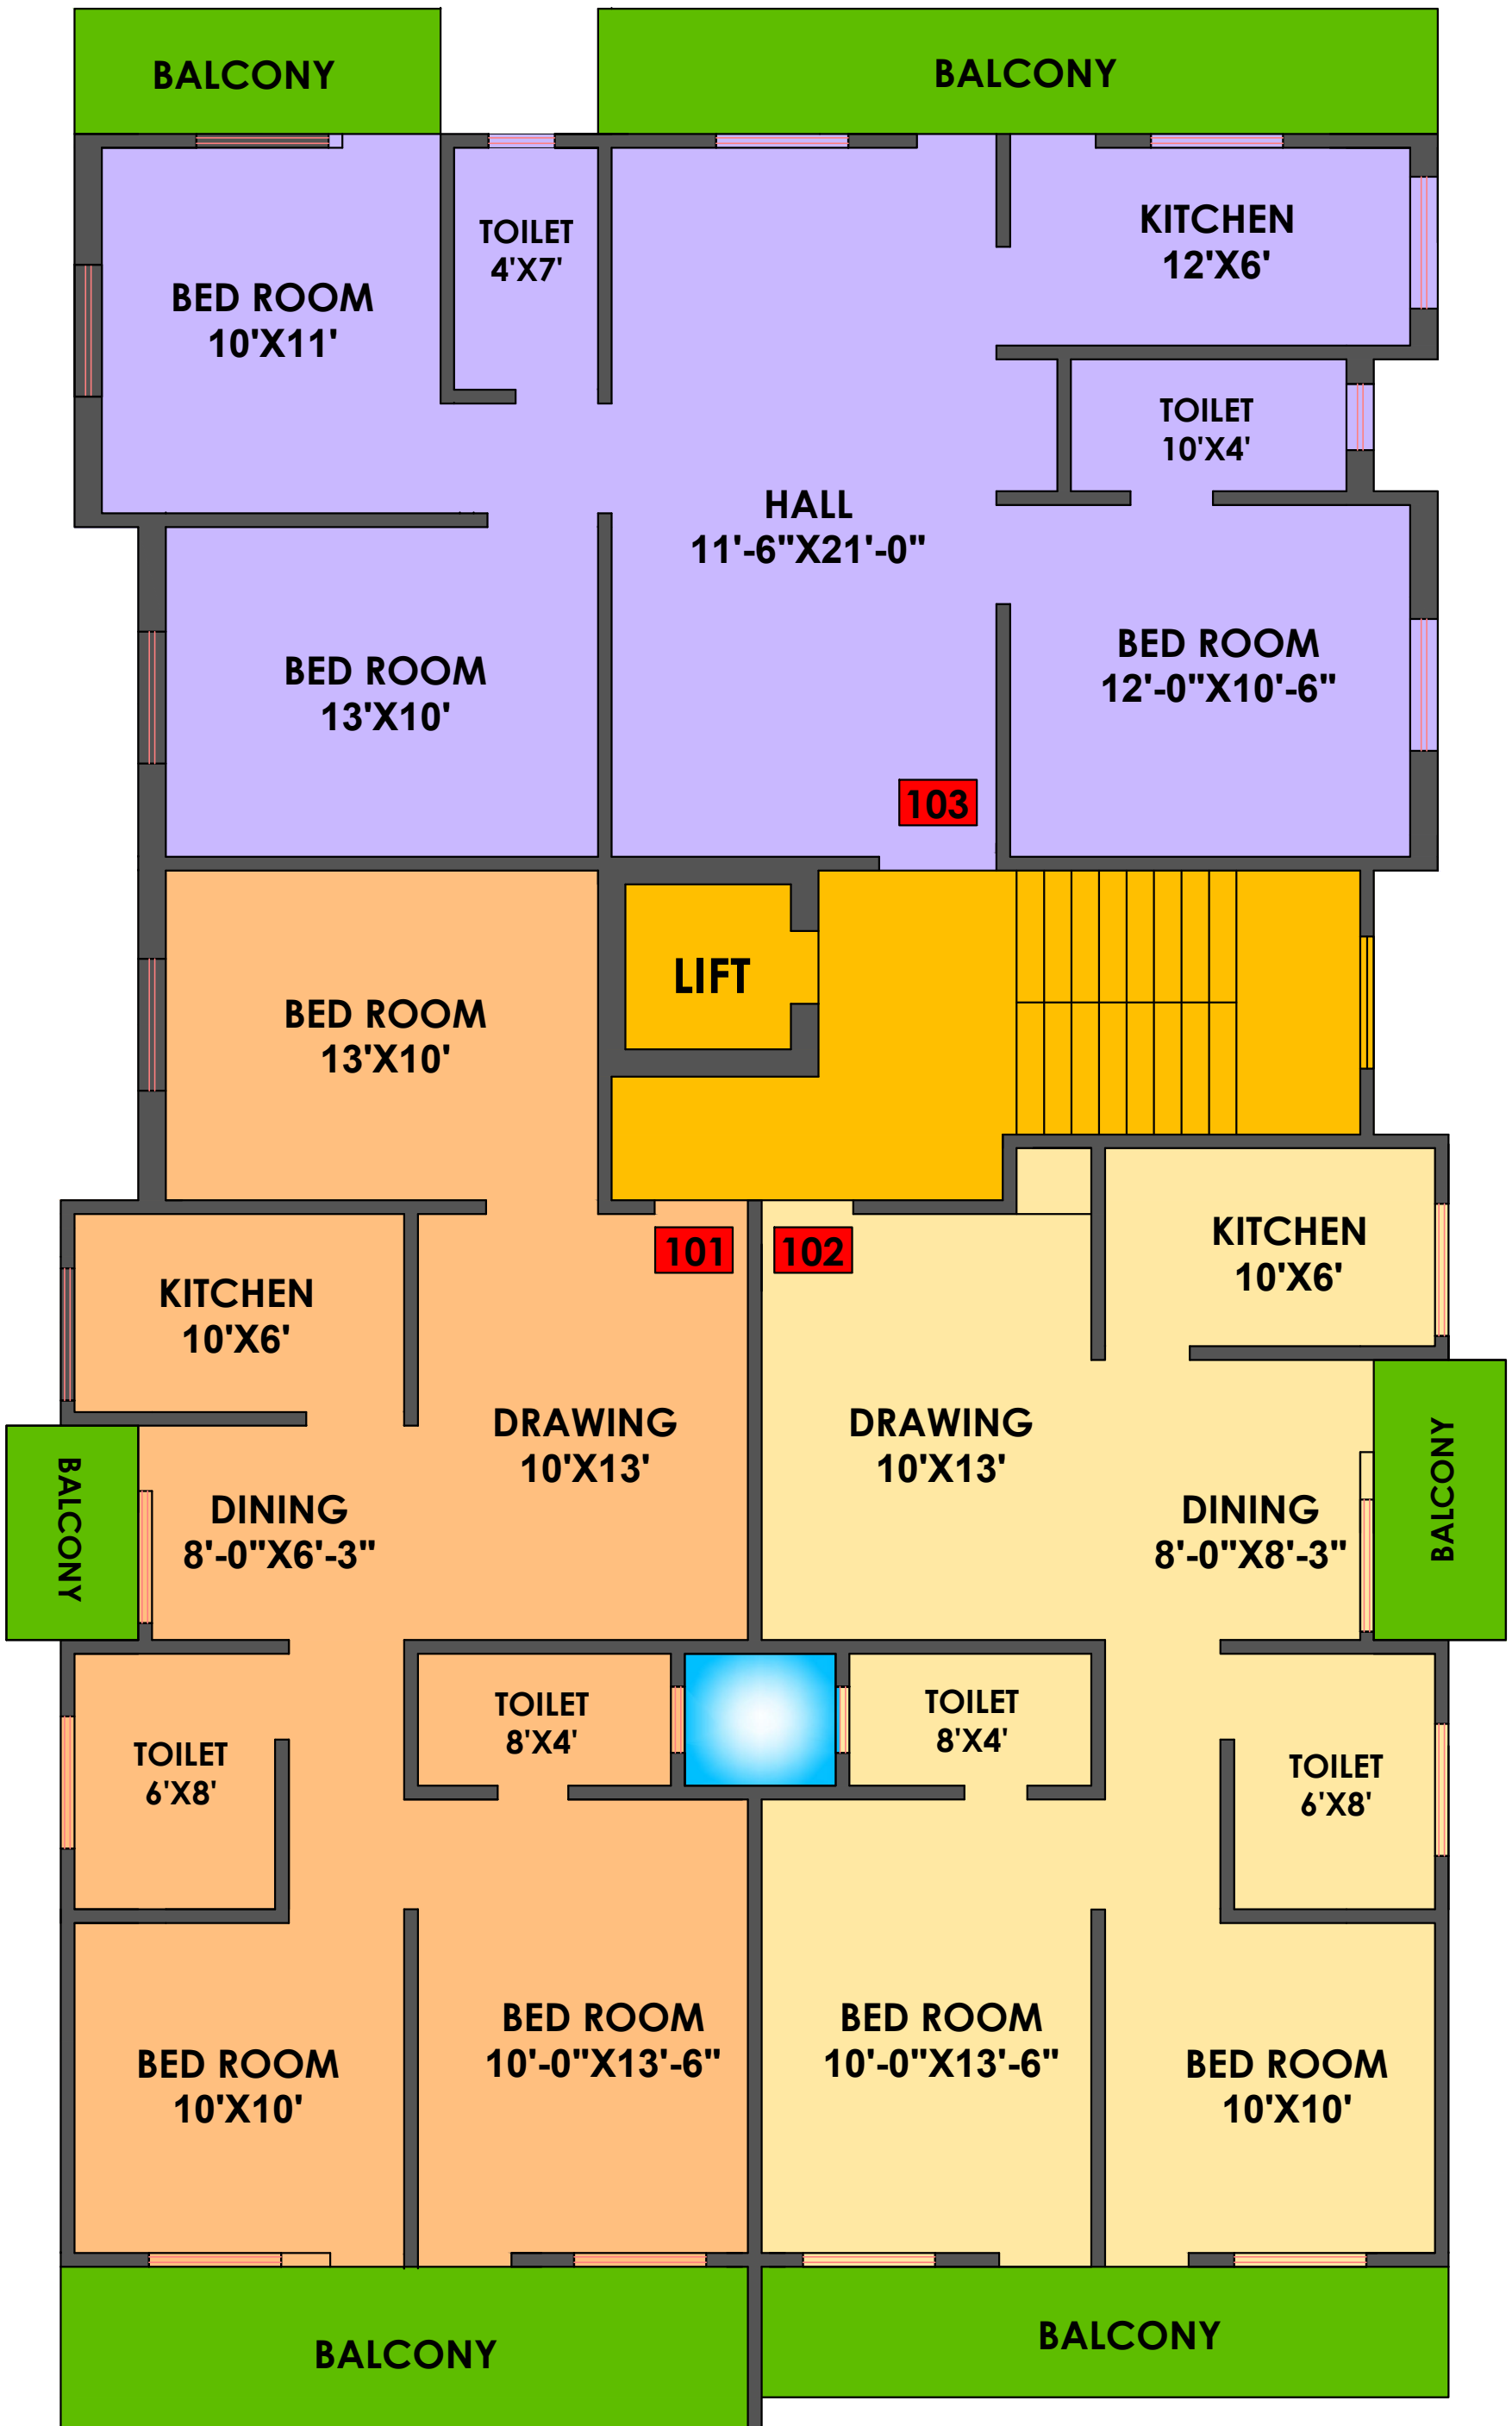 BALCONY
BALCONY
TOILET
4'X7'
KITCHEN
12'X6'
BED ROOM
10'X11'
TOILET
10'X4'
HALL
11'-6"X21'-0"
BED ROOM
13'X10'
BED ROOM
12'-0"X10'-6"
103
LIFT
BED ROOM
13'X10'
101
102
KITCHEN
10'X6'
KITCHEN
10'X6'
DRAWING
10'X13'
DRAWING
10'X13'
BALCONY
DINING
8'-0"X6'-3"
DINING
8'-0"X8'-3"
BALCONY
TOILET
8'X4'
TOILET
8'X4'
TOILET
6'X8'
TOILET
6'X8'
BED ROOM
10'-0"X13'-6"
BED ROOM
10'-0"X13'-6"
BED ROOM
10'X10'
BED ROOM
10'X10'
BALCONY
BALCONY